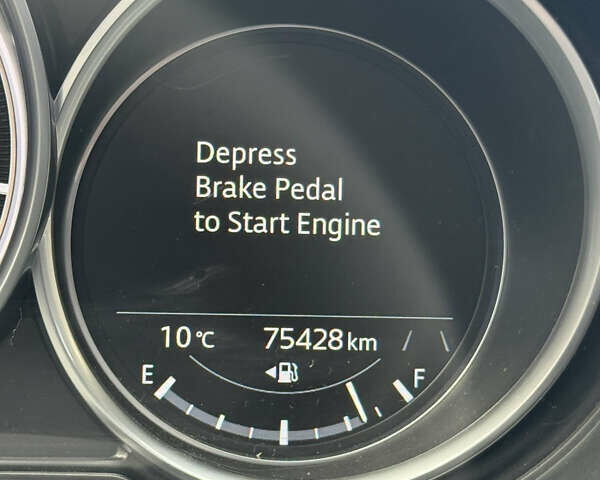 Depress
Brake Pedal
to Start Engine
10°C 75428 km
E F